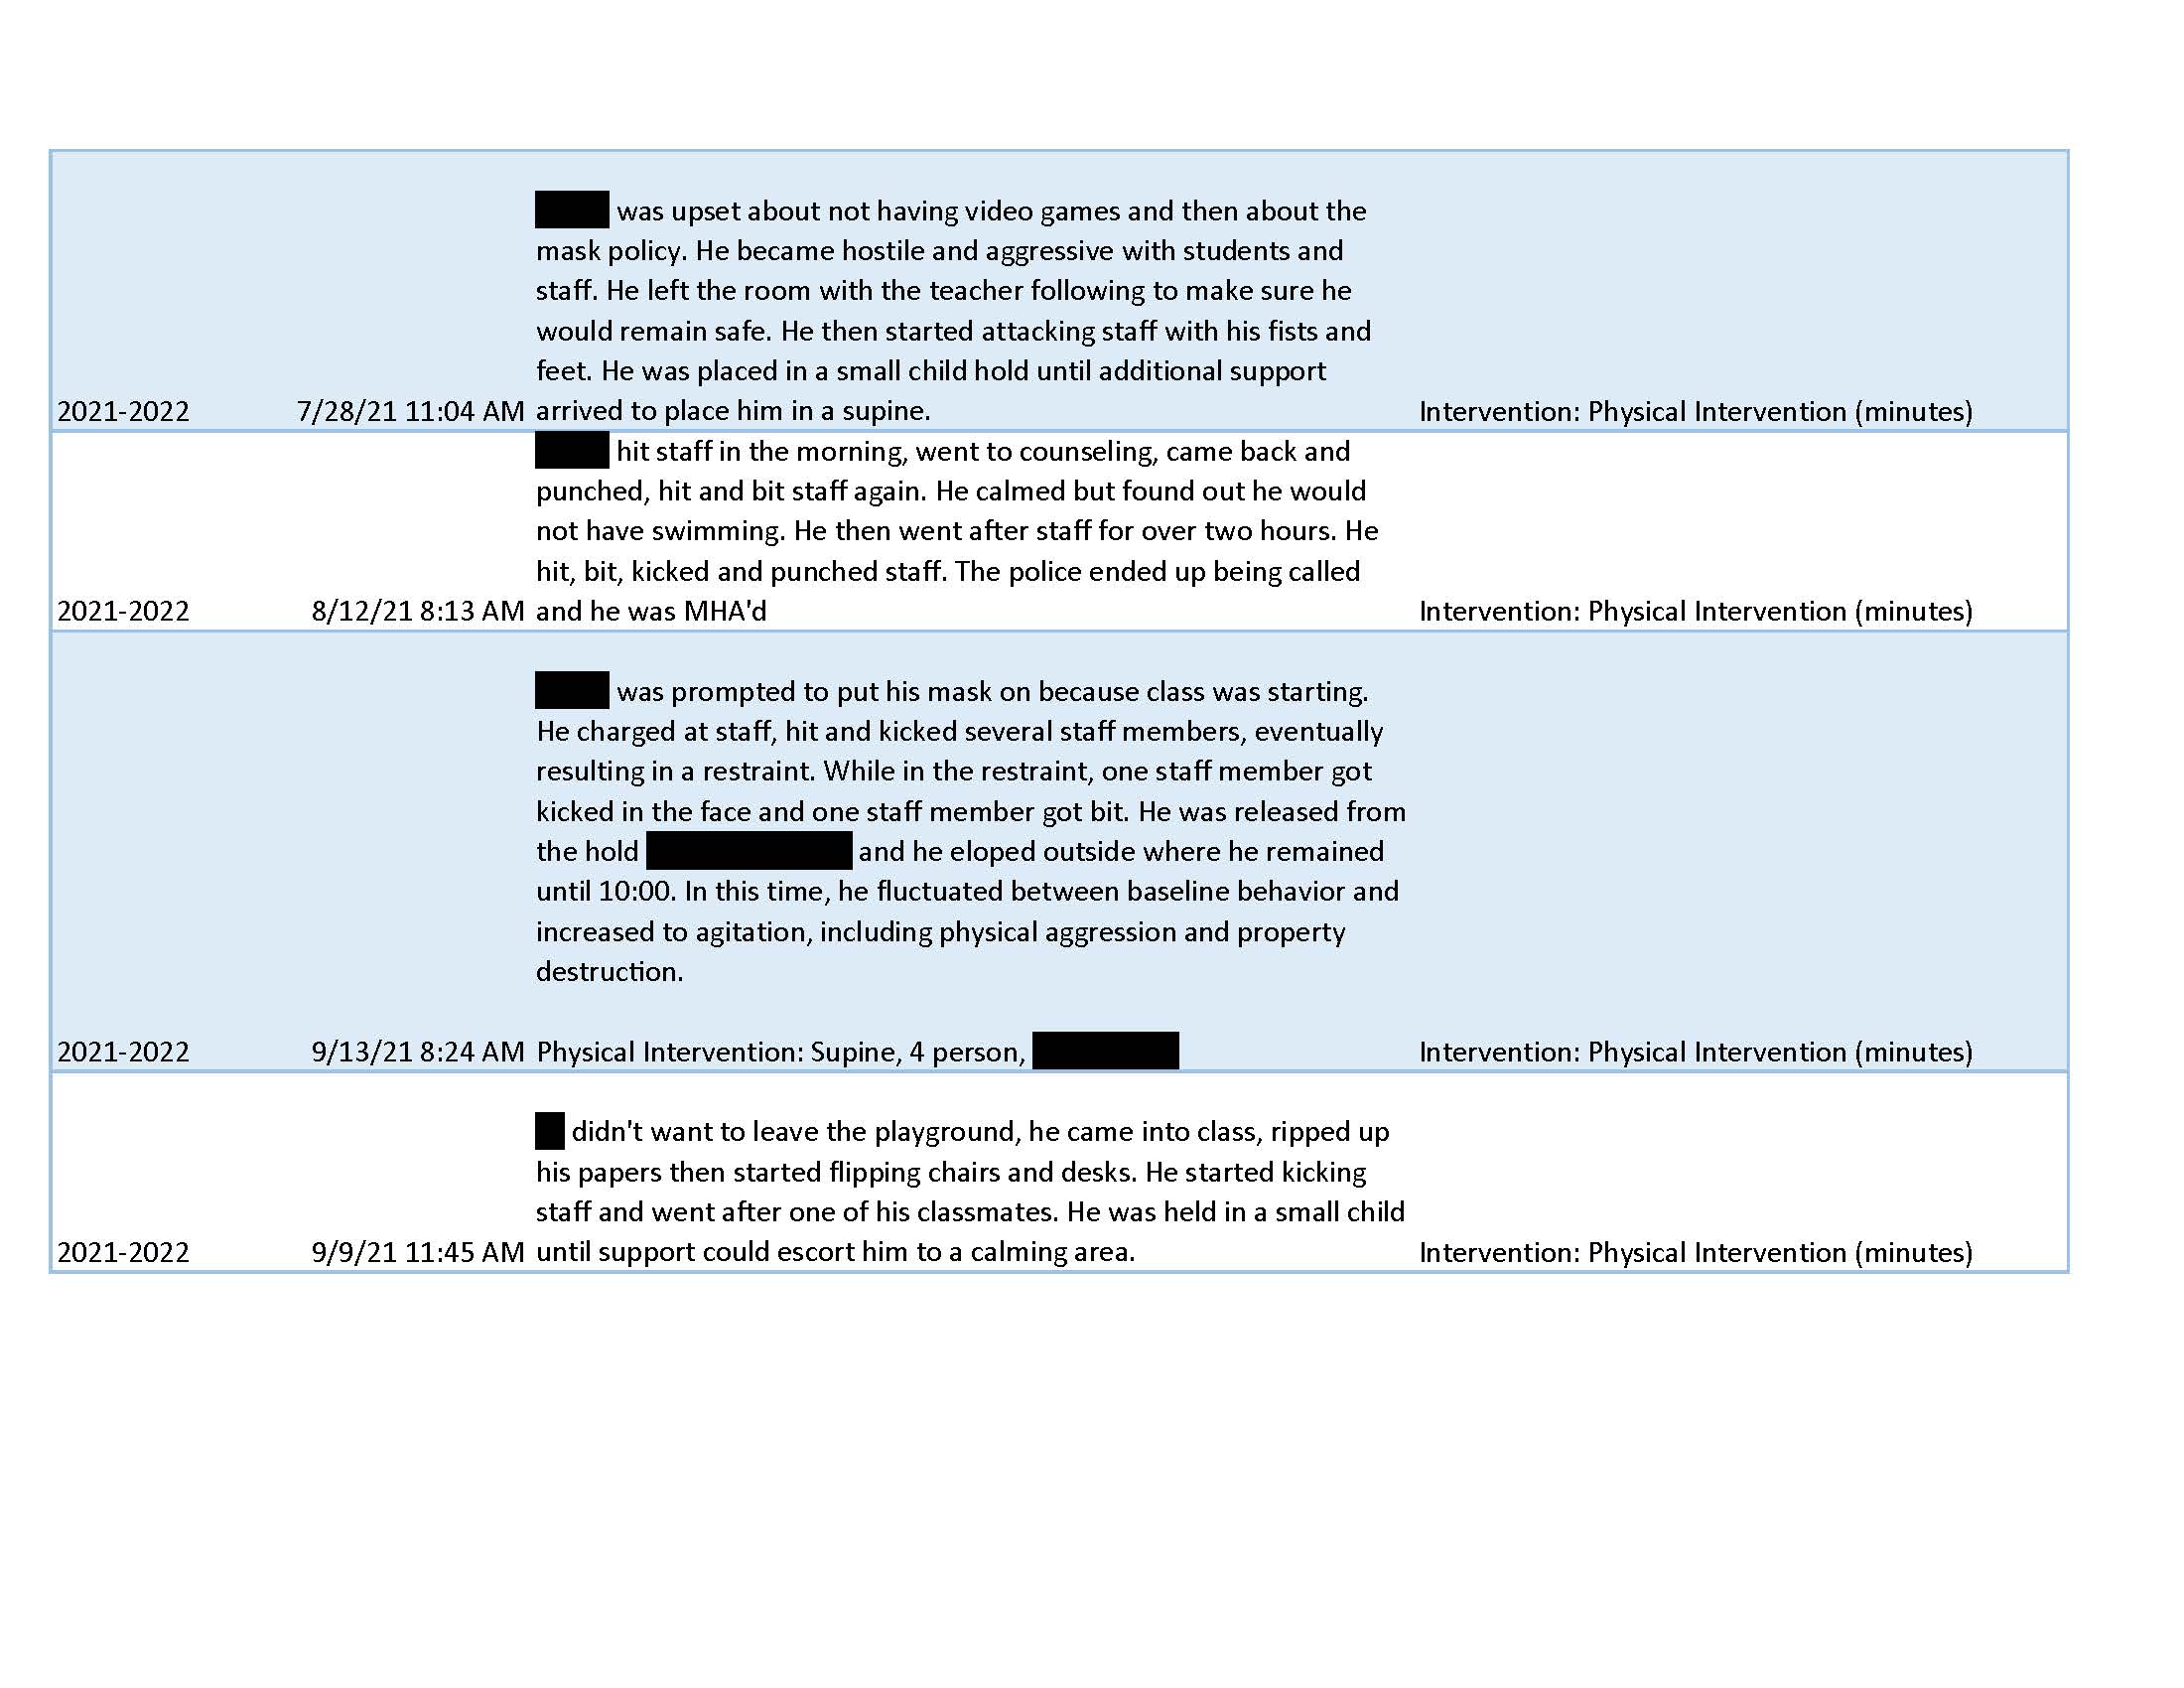 was upset about not having video games and then about the
mask policy. He became hostile and aggressive with students and
staff. He left the room with the teacher following to make sure he
would remain safe. He then started attacking staff with his fists and
feet. He was placed in a small child hold until additional support
2021-2022 7/28/21 11:04 AM arrived to place him in a supine. Intervention: Physical Intervention (minutes)
hit staff in the morning, went to counseling, came back and
punched, hit and bit staff again. He calmed but found out he would
not have swimming. He then went after staff for over two hours. He
hit, bit, kicked and punched staff. The police ended up being called
2021-2022 8/12/21 8:13 AM and he was MHA'd Intervention: Physical Intervention (minutes)
was prompted to put his mask on because class was starting.
He charged at staff, hit and kicked several staff members, eventually
resulting in a restraint. While in the restraint, one staff member got
kicked in the face and one staff member got bit. He was released from
the hold and he eloped outside where he remained
until 10:00. In this time, he fluctuated between baseline behavior and
increased to agitation, including physical aggression and property
destruction.
2021-2022 9/13/21 8:24 AM Physical Intervention: Supine, 4 person, Intervention: Physical Intervention (minutes)
didn't want to leave the playground, he came into class, ripped up
his papers then started flipping chairs and desks. He started kicking
staff and went after one of his classmates. He was held in a small child
2021-2022 9/9/21 11:45 AM until support could escort him to a calming area. Intervention: Physical Intervention (minutes)